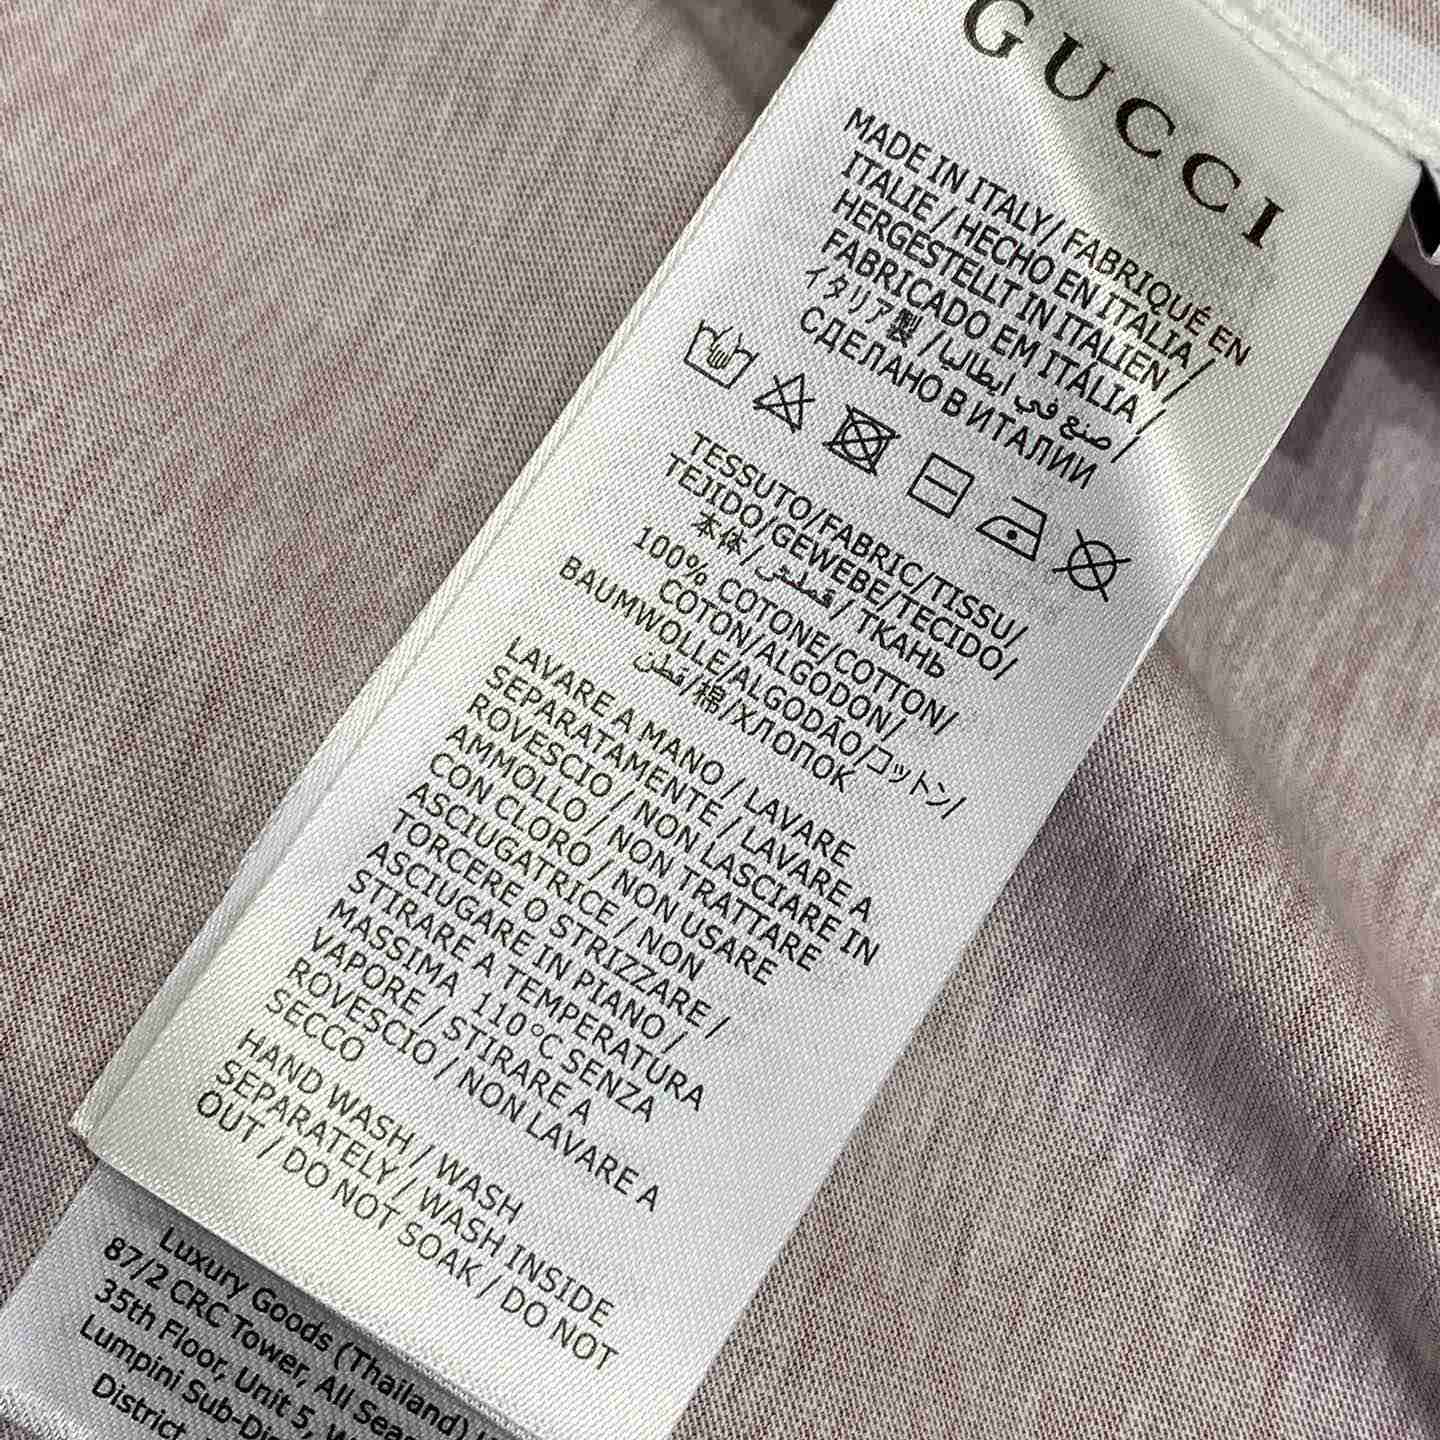 GUCCI
MADE IN ITALY/ FABRIQUÉ EN
ITALIE / HECHO EN ITALIA /
HERGESTELLT IN ITALIEN /
FABRICADO EM ITÁLIA /
イタリア製 / صنع في ايطاليا /
СДЕЛАНО В ИТАЛИИ
TESSUTO/FABRIC/TISSU/
TEJIDO/GEWEBE/TECIDO/
本体/قماش/ТКАНЬ
100% COTONE/COTTON/
COTON/ALGODON/
BAUMWOLLE/ALGODÃO/コットン/
قطن/棉/ХЛОПОК
LAVARE A MANO / LAVARE
SEPARATAMENTE / LAVARE A
ROVESCIO / NON LASCIARE IN
AMMOLLO / NON TRATTARE
CON CLORO / NON USARE
ASCIUGATRICE / NON
TORCERE O STRIZZARE /
ASCIUGARE IN PIANO /
STIRARE A TEMPERATURA
MASSIMA 110°C SENZA
VAPORE / STIRARE A
ROVESCIO / NON LAVARE A
SECCO
HAND WASH / WASH
SEPARATELY / WASH INSIDE
OUT / DO NOT SOAK / DO NOT
Luxury Goods (Thailand)
87/2 CRC Tower, All Seas
35th Floor, Unit 5, W
Lumpini Sub-Dis
District,